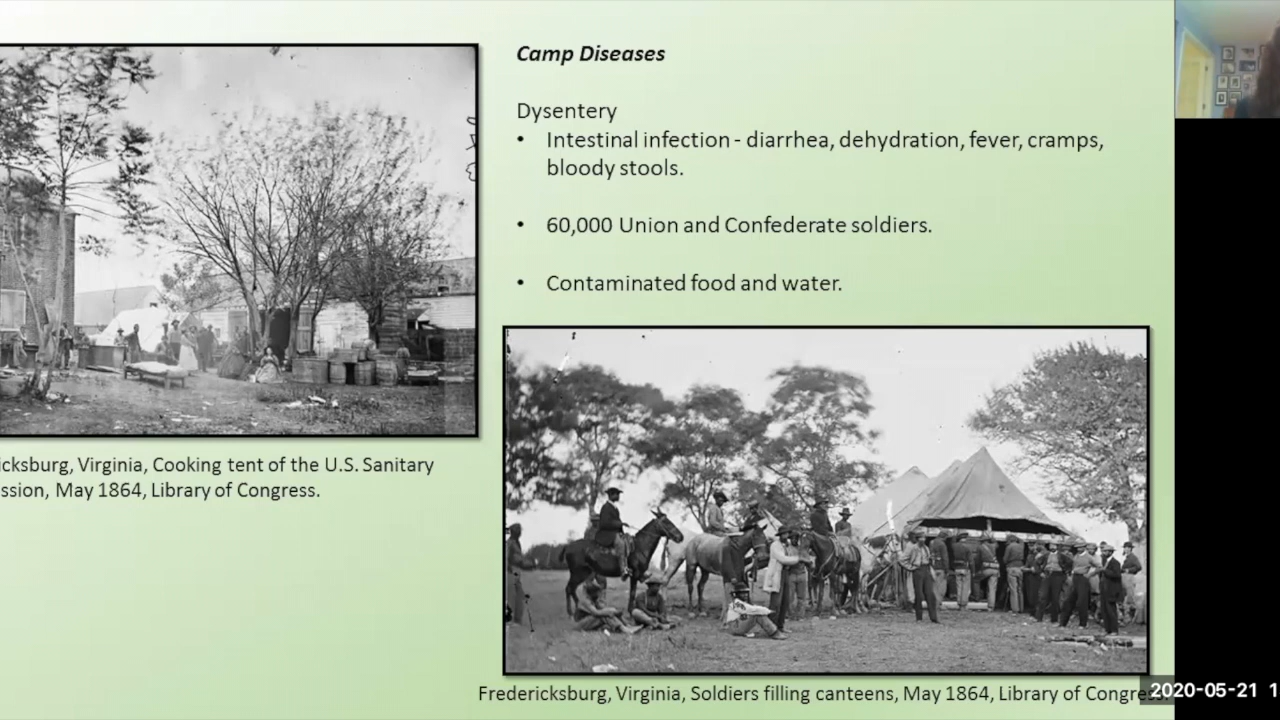 Camp Diseases
Dysentery
• Intestinal infection - diarrhea, dehydration, fever, cramps,
bloody stools.
• 60,000 Union and Confederate soldiers.
• Contaminated food and water.
icksburg, Virginia, Cooking tent of the U.S. Sanitary
ssion, May 1864, Library of Congress.
Fredericksburg, Virginia, Soldiers filling canteens, May 1864, Library of Congress.
2020-05-21 1